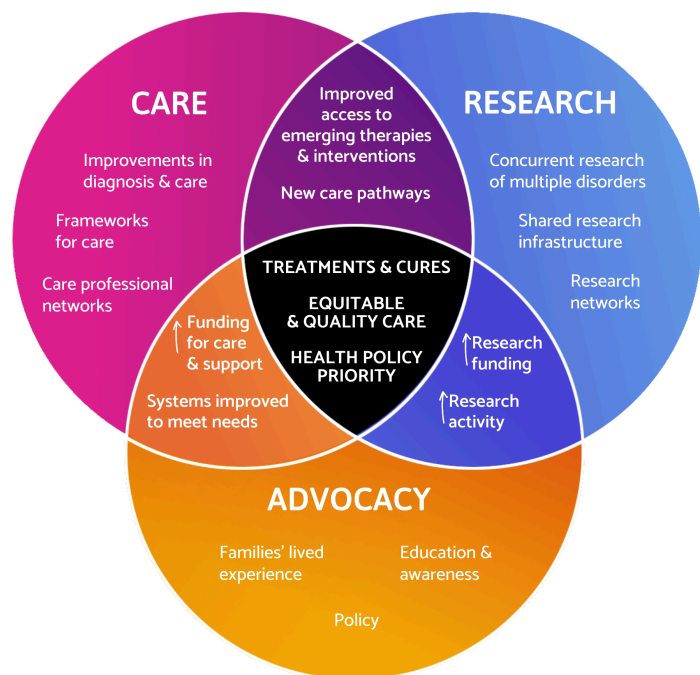 CARE
Improvements in
diagnosis & care
Frameworks
for care
Care professional
networks
Improved
access to
emerging therapies
& interventions
New care pathways
RESEARCH
Concurrent research
of multiple disorders
Shared research
infrastructure
Research
networks
TREATMENTS & CURES
EQUITABLE
& QUALITY CARE
HEALTH POLICY
PRIORITY
↑ Funding
for care
& support
Systems improved
to meet needs
↑ Research
funding
↑ Research
activity
ADVOCACY
Families' lived
experience
Education &
awareness
Policy